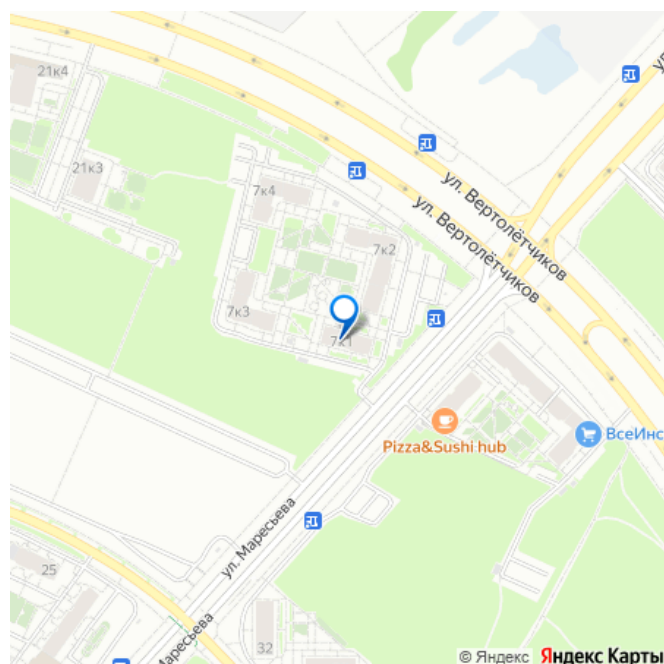 21к4
ул. Вертолётчиков
21к3
7к4
ул. Вертолётчиков
7к2
7к3
7к1
Pizza&Sushi hub
ВсеИнс
ул. Маресьева
25
32
Маресьева
© Яндекс Яндекс Карты